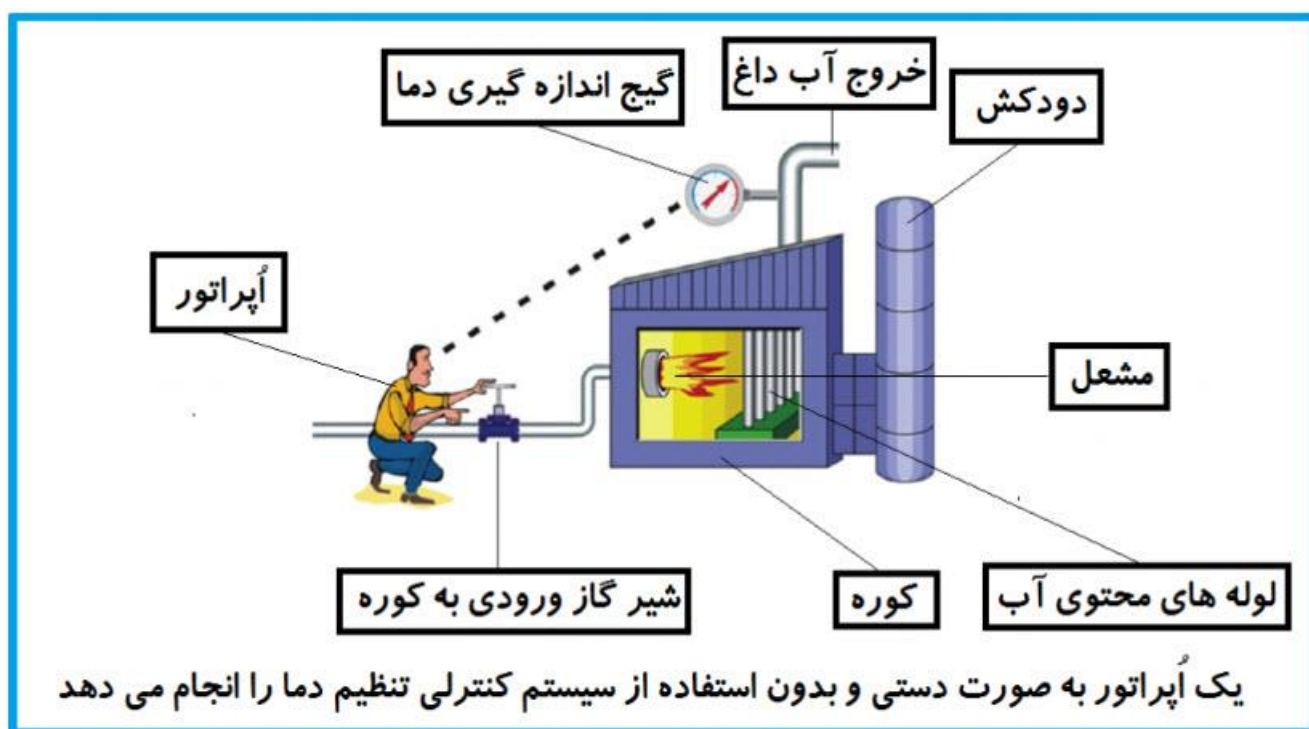 خروج آب داغ
گیج اندازه گیری دما
دودکش
اُپراتور
مشعل
شیر گاز ورودی به کوره
کوره
لوله های محتوی آب
یک اُپراتور به صورت دستی و بدون استفاده از سیستم کنترلی تنظیم دما را انجام می دهد